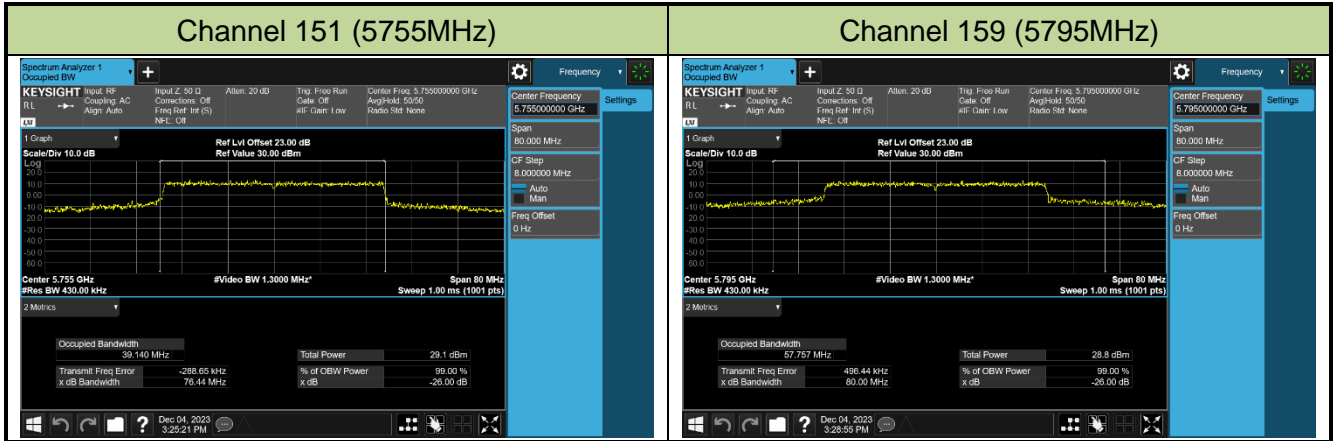 Channel 151 (5755MHz)
Channel 159 (5795MHz)
Spectrum Analyzer 1
Occupied BW
+
Frequency
KEYSIGHT
RL
LXI
Input: RF
Coupling: AC
Align: Auto
Input Z: 50 Ω
Corrections: Off
Freq Ref: Int (S)
NFE: Off
Atten: 20 dB
Trig: Free Run
Gate: Off
#IF Gain: Low
Center Freq: 5.755000000 GHz
Avg|Hold: 50/50
Radio Std: None
Center Frequency
5.755000000 GHz
Settings
Span
80.000 MHz
CF Step
8.000000 MHz
Auto
Man
Freq Offset
0 Hz
1 Graph
Scale/Div 10.0 dB
Ref Lvl Offset 23.00 dB
Ref Value 30.00 dBm
Log
20.0
10.0
0.00
-10.0
-20.0
-30.0
-40.0
-50.0
-60.0
Center 5.755 GHz
#Video BW 1.3000 MHz*
Span 80 MHz
#Res BW 430.00 kHz
Sweep 1.00 ms (1001 pts)
2 Metrics
Occupied Bandwidth
39.140 MHz
Total Power 29.1 dBm
Transmit Freq Error -288.65 kHz
% of OBW Power 99.00 %
x dB Bandwidth 76.44 MHz
x dB -26.00 dB
?
Dec 04, 2023
3:25:21 PM
Spectrum Analyzer 1
Occupied BW
+
Frequency
KEYSIGHT
RL
LXI
Input: RF
Coupling: AC
Align: Auto
Input Z: 50 Ω
Corrections: Off
Freq Ref: Int (S)
NFE: Off
Atten: 20 dB
Trig: Free Run
Gate: Off
#IF Gain: Low
Center Freq: 5.795000000 GHz
Avg|Hold: 50/50
Radio Std: None
Center Frequency
5.795000000 GHz
Settings
Span
80.000 MHz
CF Step
8.000000 MHz
Auto
Man
Freq Offset
0 Hz
1 Graph
Scale/Div 10.0 dB
Ref Lvl Offset 23.00 dB
Ref Value 30.00 dBm
Log
20.0
10.0
0.00
-10.0
-20.0
-30.0
-40.0
-50.0
-60.0
Center 5.795 GHz
#Video BW 1.3000 MHz*
Span 80 MHz
#Res BW 430.00 kHz
Sweep 1.00 ms (1001 pts)
2 Metrics
Occupied Bandwidth
57.757 MHz
Total Power 28.8 dBm
Transmit Freq Error 496.44 kHz
% of OBW Power 99.00 %
x dB Bandwidth 80.00 MHz
x dB -26.00 dB
?
Dec 04, 2023
3:28:55 PM